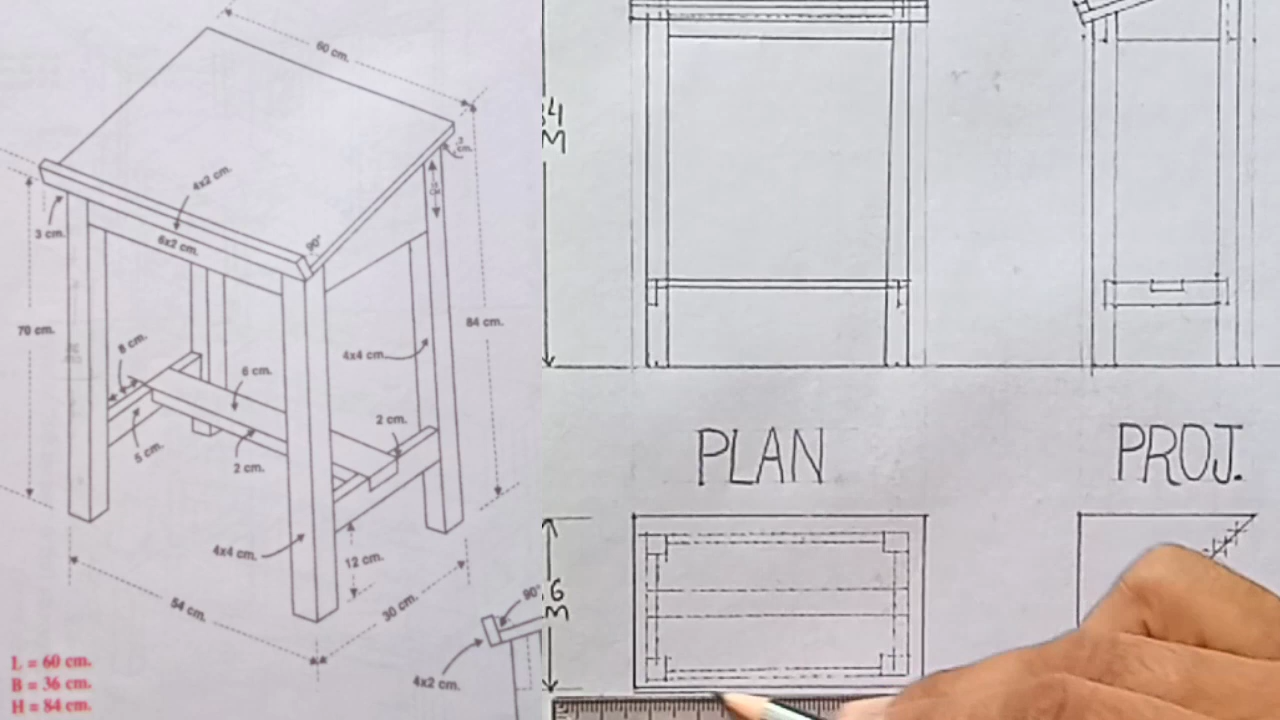 60 cm.
4x2 cm.
6x2 cm.
90°
3 cm.
70 cm.
84 cm.
8 cm.
4x4 cm.
6 cm.
2 cm.
5 cm.
2 cm.
4x4 cm.
12 cm.
54 cm.
30 cm.
90°
4x2 cm.
L = 60 cm.
B = 36 cm.
H = 84 cm.
PLAN
PROJ.